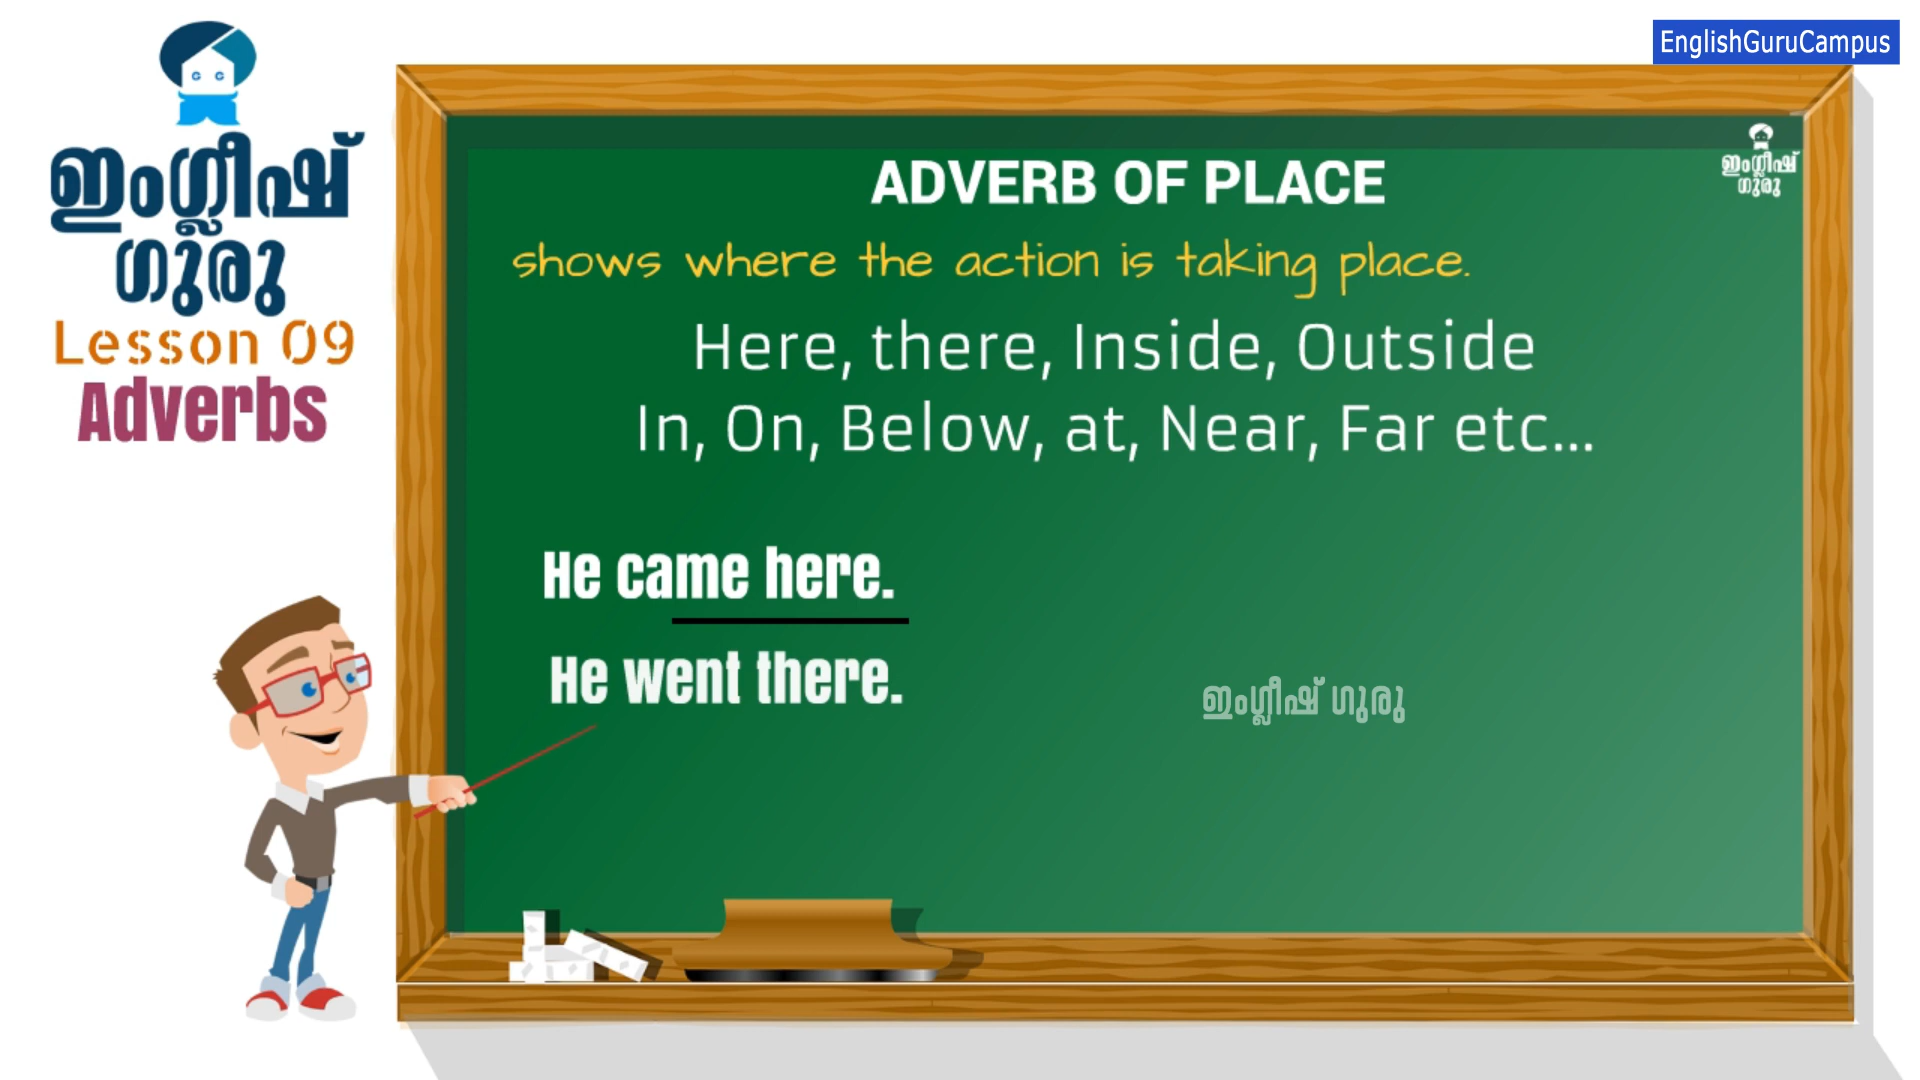 EnglishGuruCampus
ഇംഗ്ലീഷ്
ഗുരു
Lesson 09
Adverbs
ഇംഗ്ലീഷ്
ഗുരു
ADVERB OF PLACE
shows where the action is taking place.
Here, there, Inside, Outside
In, On, Below, at, Near, Far etc...
He came here.
He went there.
ഇംഗ്ലീഷ് ഗുരു